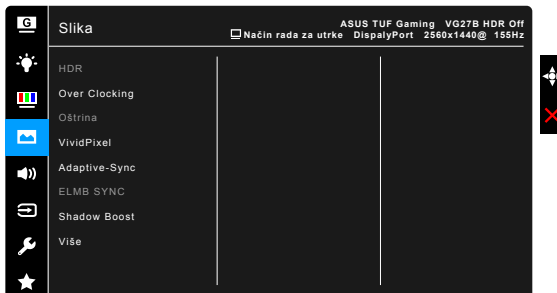 G
Slika
ASUS TUF Gaming VG27B HDR Off
Način rada za utrke DispalyPort 2560x1440@ 155Hz
HDR
Over Clocking
Oštrina
VividPixel
Adaptive-Sync
ELMB SYNC
Shadow Boost
Više